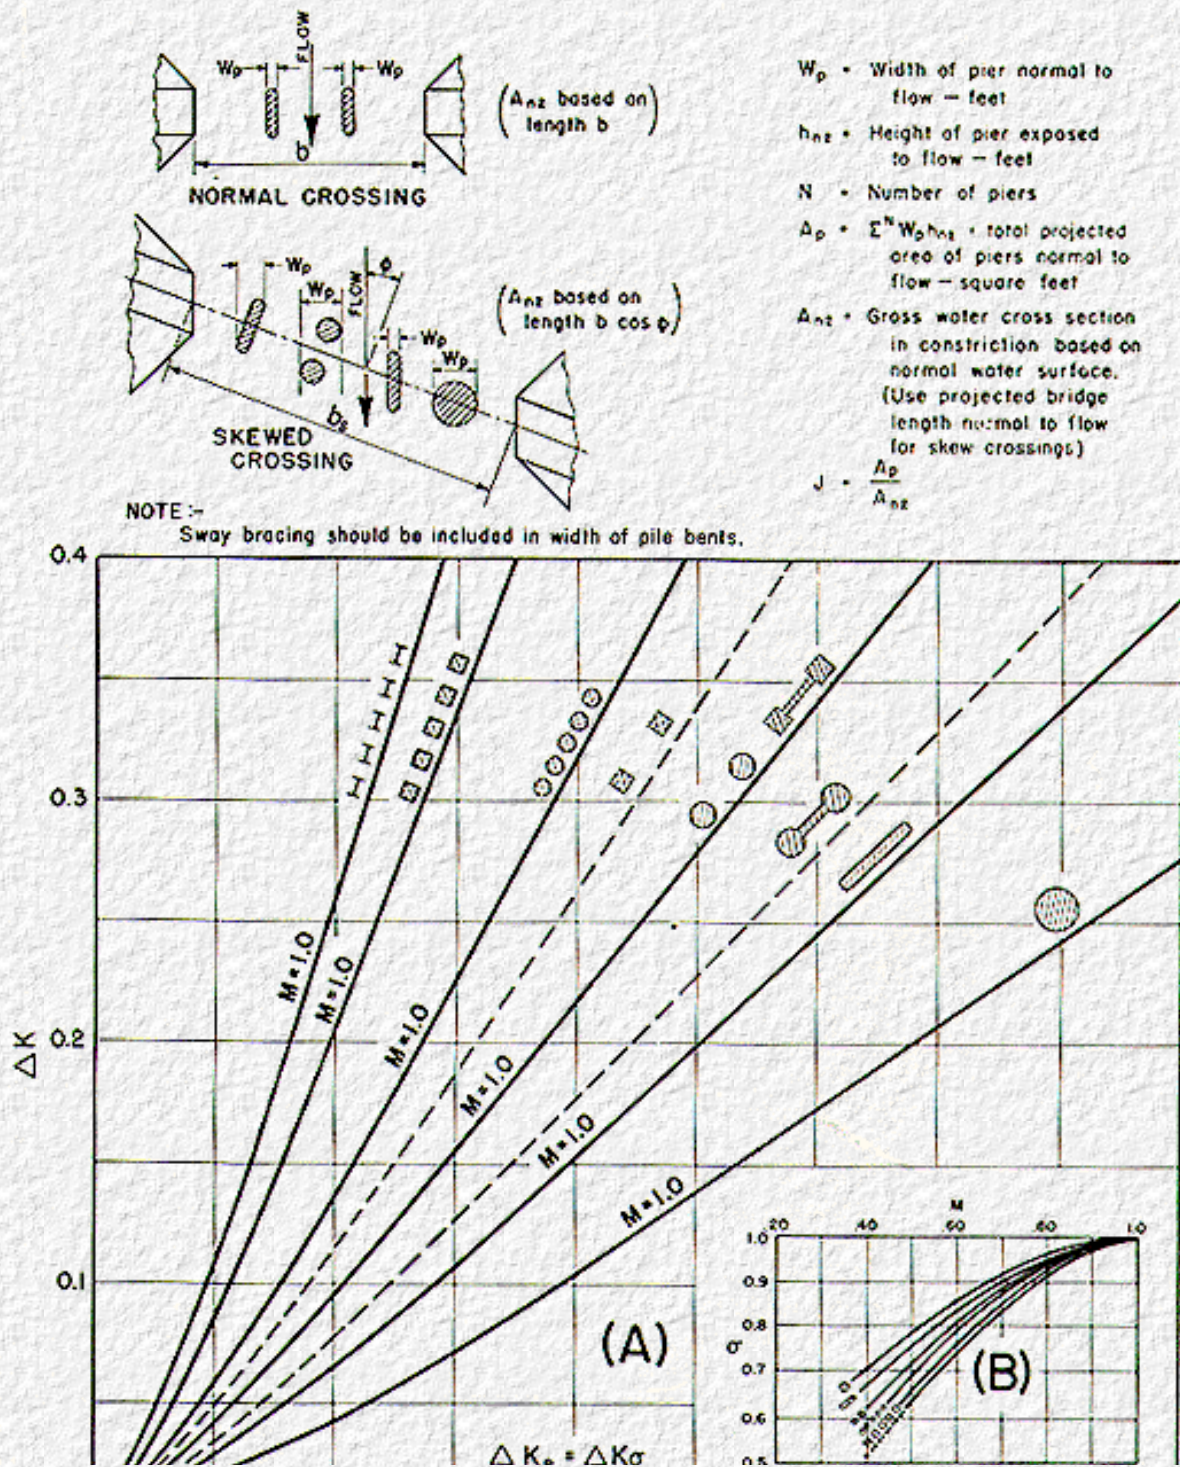 FLOW
Wp Wp
b
(Anz based on
length b)
NORMAL CROSSING
Wp - Width of pier normal to
flow — feet
hnz - Height of pier exposed
to flow — feet
N - Number of piers
Ap - Σ^N Wp hnz - total projected
area of piers normal to
flow — square feet
Anz - Gross water cross section
in constriction based on
normal water surface.
(Use projected bridge
length normal to flow
for skew crossings)
J - Ap
Anz
Wp
Wp
FLOW
φ
Wp
Wp
(Anz based on
length b cos φ)
bs
SKEWED
CROSSING
NOTE:-
Sway bracing should be included in width of pile bents.
0.4
0.3
0.2
0.1
ΔK
M=1.0
M=1.0
M=1.0
M=1.0
M=1.0
M=1.0
(A)
M
.20 .40 .60 .80 1.0
1.0
0.9
0.8
σ
0.7
0.6
0.5
(B)
ΔKp = ΔKσ